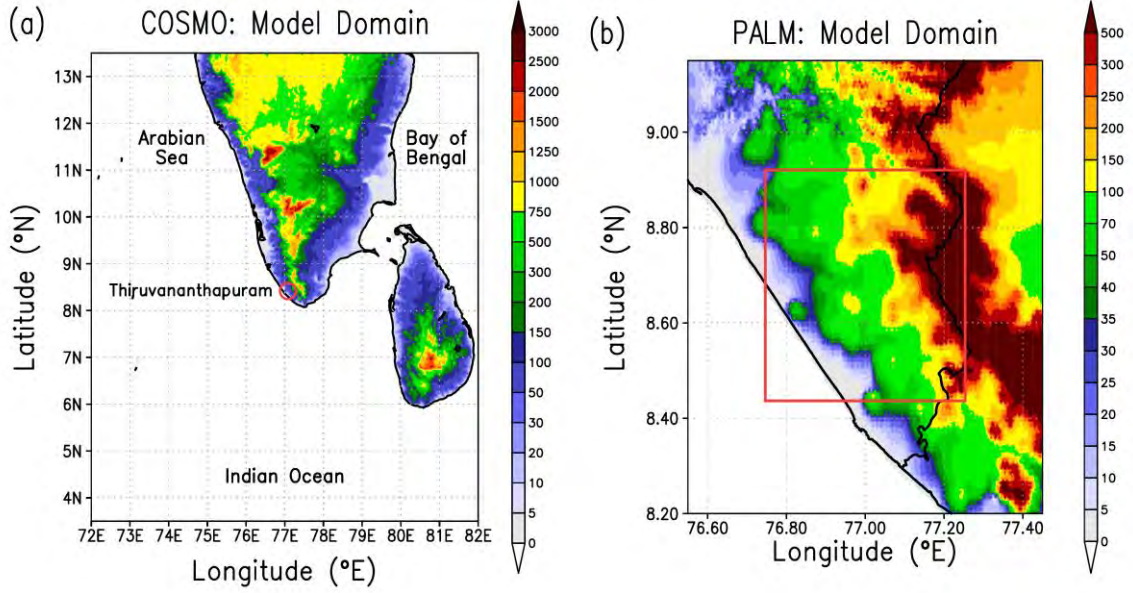 (a)
COSMO: Model Domain
13N
12N
11N
10N
9N
8N
7N
6N
5N
4N
Latitude (°N)
Arabian
Sea
Bay of
Bengal
Thiruvananthapuram
Indian Ocean
72E 73E 74E 75E 76E 77E 78E 79E 80E 81E 82E
Longitude (°E)
3000
2500
2000
1500
1250
1000
750
500
300
200
150
100
50
30
20
10
5
0
(b)
PALM: Model Domain
9.00
8.80
8.60
8.40
8.20
Latitude (°N)
76.60 76.80 77.00 77.20 77.40
Longitude (°E)
500
300
250
200
150
100
70
50
40
35
30
25
20
15
10
5
0